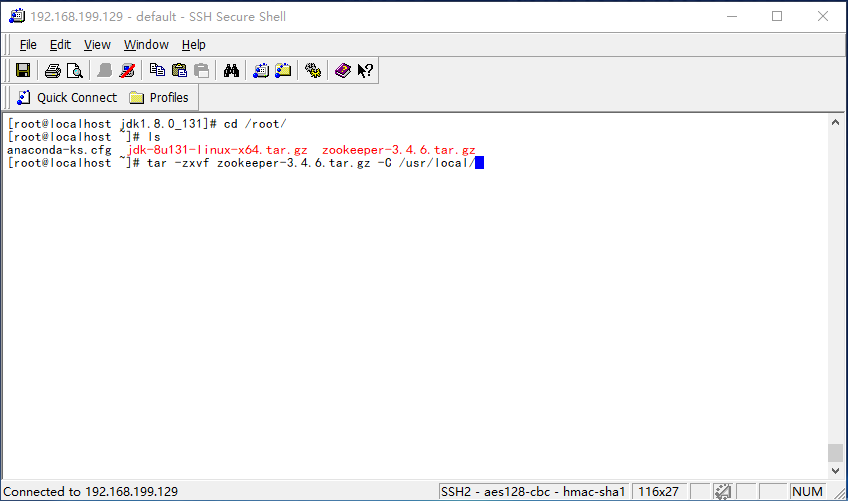 192.168.199.129 - default - SSH Secure Shell
File Edit View Window Help
Quick Connect Profiles
[root@localhost jdk1.8.0_131]# cd /root/
[root@localhost ~]# ls
anaconda-ks.cfg jdk-8u131-linux-x64.tar.gz zookeeper-3.4.6.tar.gz
[root@localhost ~]# tar -zxvf zookeeper-3.4.6.tar.gz -C /usr/local/
Connected to 192.168.199.129 SSH2 - aes128-cbc - hmac-sha1 116x27 NUM